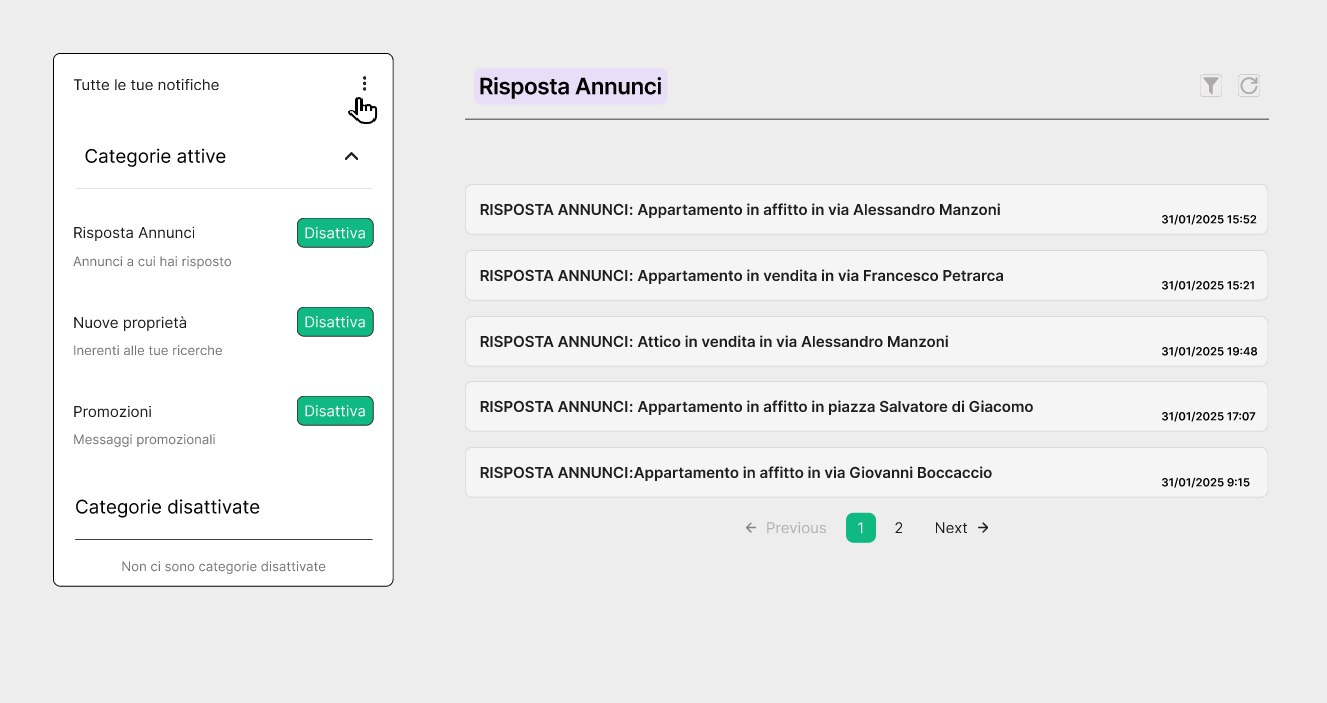 Tutte le tue notifiche
Categorie attive
Risposta Annunci
Disattiva
Annunci a cui hai risposto
Nuove proprietà
Disattiva
Inerenti alle tue ricerche
Promozioni
Disattiva
Messaggi promozionali
Categorie disattivate
Non ci sono categorie disattivate
Risposta Annunci
RISPOSTA ANNUNCI: Appartamento in affitto in via Alessandro Manzoni
31/01/2025 15:52
RISPOSTA ANNUNCI: Appartamento in vendita in via Francesco Petrarca
31/01/2025 15:21
RISPOSTA ANNUNCI: Attico in vendita in via Alessandro Manzoni
31/01/2025 19:48
RISPOSTA ANNUNCI: Appartamento in affitto in piazza Salvatore di Giacomo
31/01/2025 17:07
RISPOSTA ANNUNCI:Appartamento in affitto in via Giovanni Boccaccio
31/01/2025 9:15
← Previous 1 2 Next →